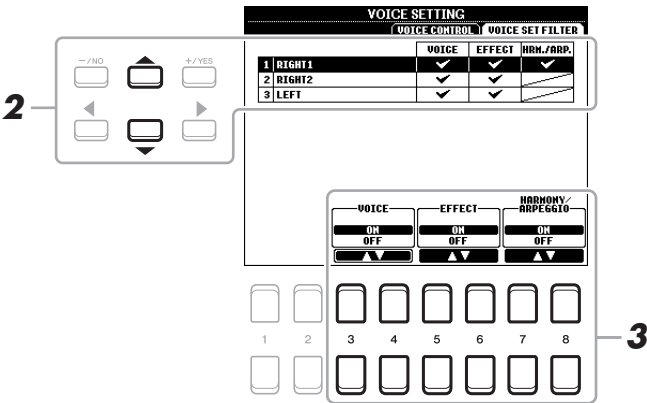 VOICE SETTING
VOICE CONTROL VOICE SET FILTER
VOICE EFFECT HRM./ARP.
1 RIGHT1
2 RIGHT2
3 LEFT
-/NO +/YES
2
VOICE EFFECT HARMONY/ARPEGGIO
ON ON ON
OFF OFF OFF
1 2 3 4 5 6 7 8
3